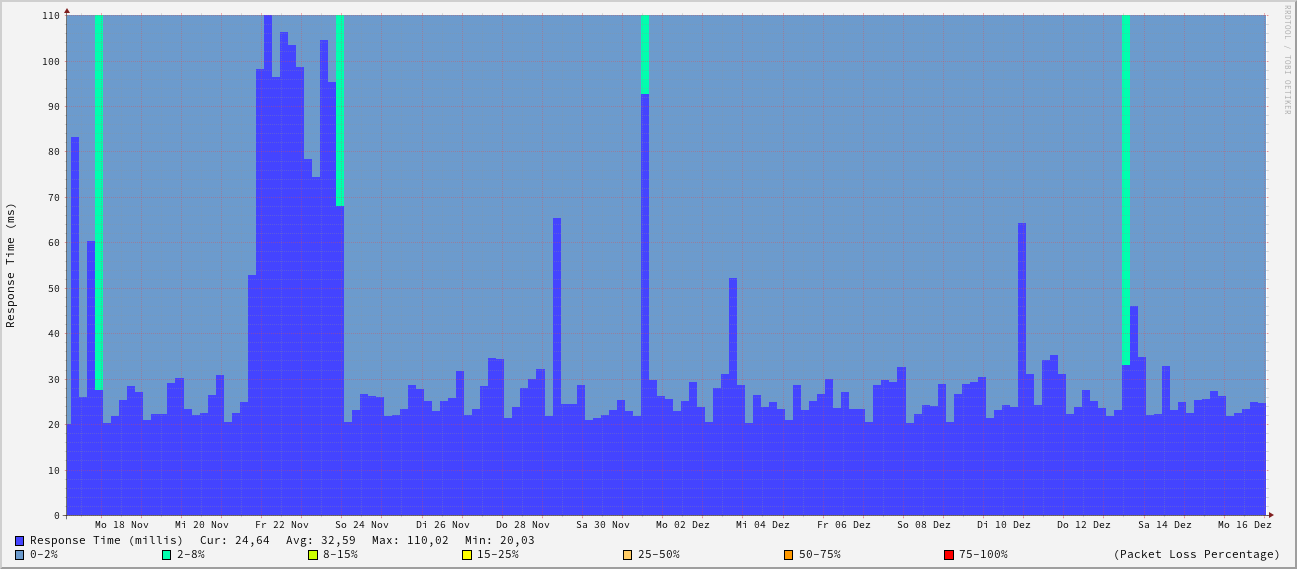 RRDTOOL / TOBI OETIKER
Response Time (ms)
110
100
90
80
70
60
50
40
30
20
10
0
Mo 18 Nov Mi 20 Nov Fr 22 Nov So 24 Nov Di 26 Nov Do 28 Nov Sa 30 Nov Mo 02 Dez Mi 04 Dez Fr 06 Dez So 08 Dez Di 10 Dez Do 12 Dez Sa 14 Dez Mo 16 Dez
Response Time (millis) Cur: 24,64 Avg: 32,59 Max: 110,02 Min: 20,03
0-2% 2-8% 8-15% 15-25% 25-50% 50-75% 75-100% (Packet Loss Percentage)